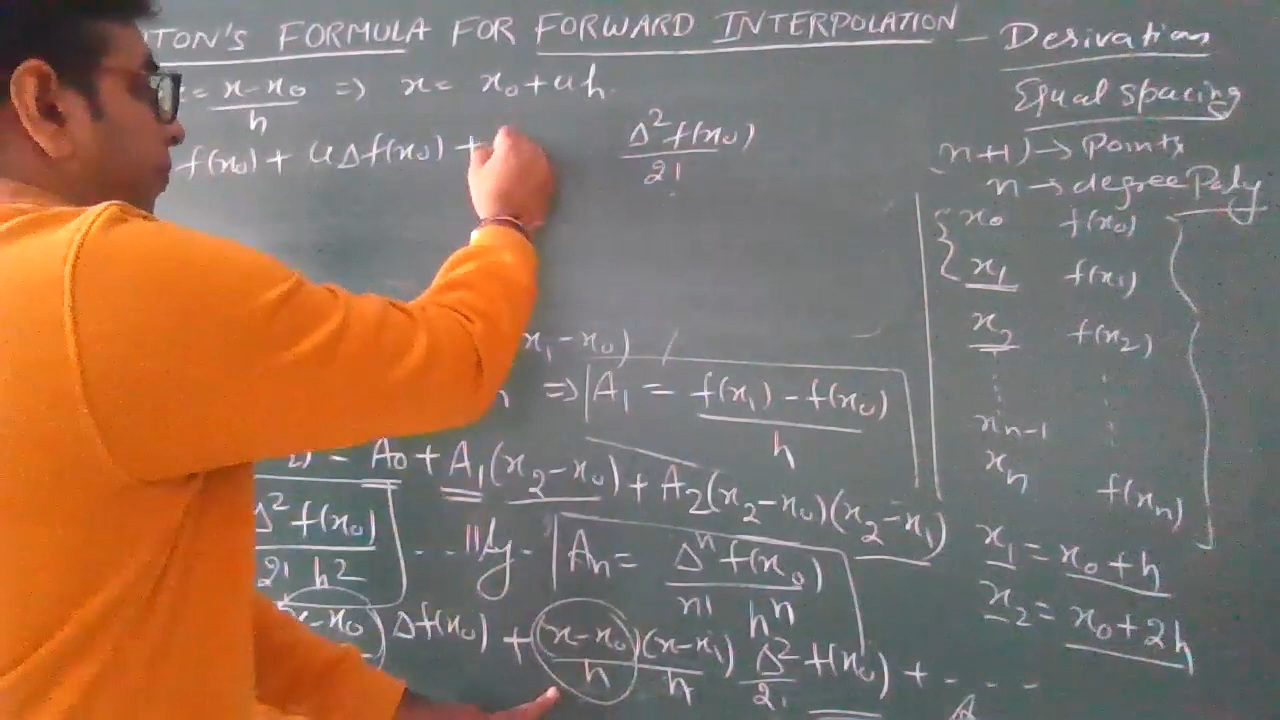 TON'S FORMULA FOR FORWARD INTERPOLATION - Derivation
= x-x₀/h => x = x₀+uh
Equal spacing
f(x₀) + uΔf(x₀) + Δ²f(x₀)/2!
n+1) → Points
n → degree Poly
x₀ f(x₀)
x₁ f(x₁)
x₂ f(x₂)
x₁-x₀)
=> A₁ = f(x₁) - f(x₀)/h
xₙ₋₁
xₙ f(xₙ)
= A₀ + A₁(x₂-x₀) + A₂(x₂-x₀)(x₂-x₁)
Δ²f(x₀)/2! h² ... llly. Aₙ = Δⁿf(x₀)/n! hⁿ
x₁ = x₀+h
x₂ = x₀+2h
x-x₀) Δf(x₀) + (x-x₀)/h (x-x₁)/h Δ²/2! f(x₀) + ----